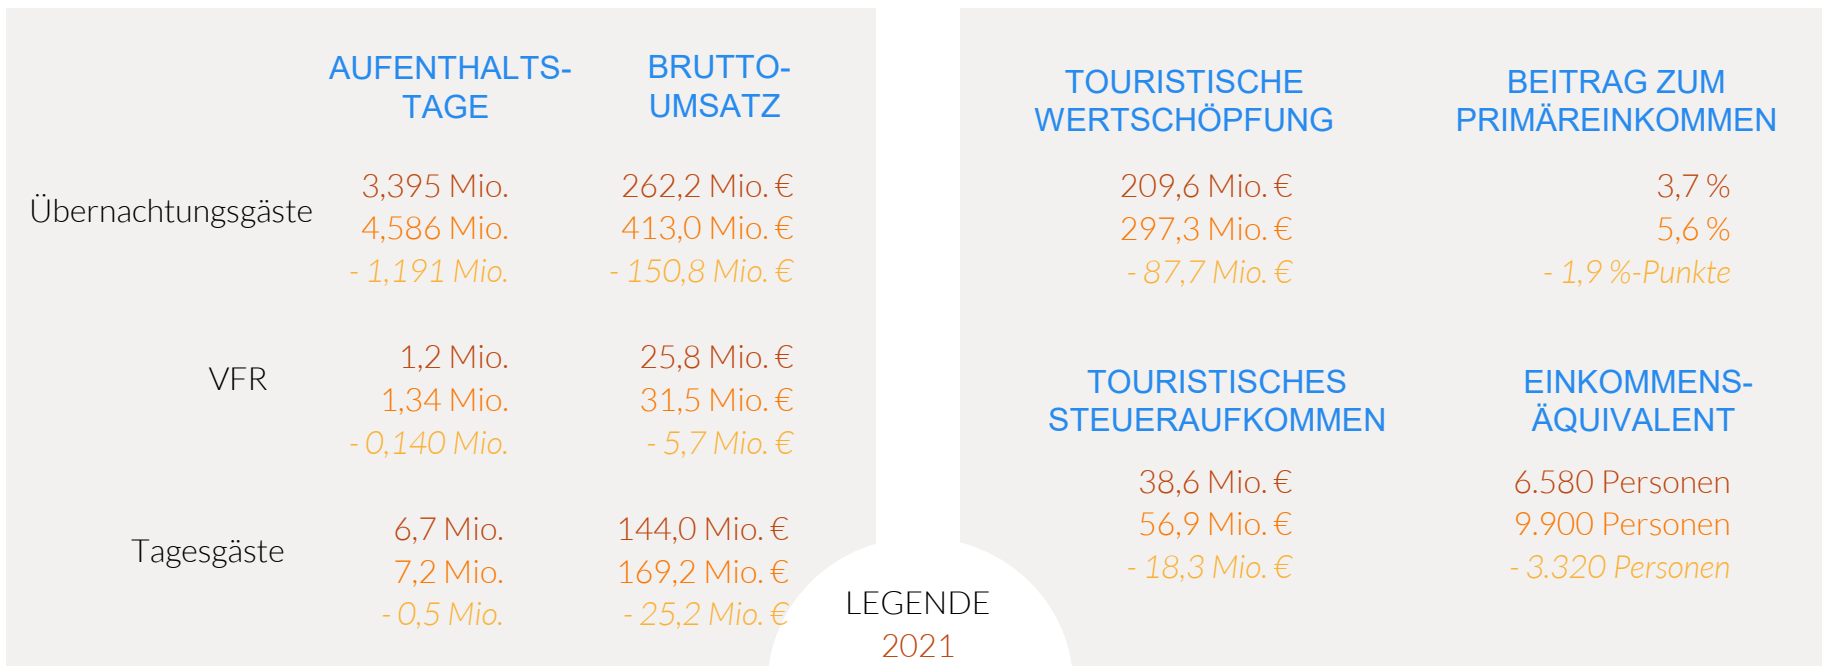 AUFENTHALTS-
TAGE
BRUTTO-
UMSATZ
Übernachtungsgäste
3,395 Mio.
262,2 Mio. €
4,586 Mio.
413,0 Mio. €
- 1,191 Mio.
- 150,8 Mio. €
VFR
1,2 Mio.
25,8 Mio. €
1,34 Mio.
31,5 Mio. €
- 0,140 Mio.
- 5,7 Mio. €
Tagesgäste
6,7 Mio.
144,0 Mio. €
7,2 Mio.
169,2 Mio. €
- 0,5 Mio.
- 25,2 Mio. €
TOURISTISCHE
WERTSCHÖPFUNG
209,6 Mio. €
297,3 Mio. €
- 87,7 Mio. €
BEITRAG ZUM
PRIMÄREINKOMMEN
3,7 %
5,6 %
- 1,9 %-Punkte
TOURISTISCHES
STEUERAUFKOMMEN
38,6 Mio. €
56,9 Mio. €
- 18,3 Mio. €
EINKOMMENS-
ÄQUIVALENT
6.580 Personen
9.900 Personen
- 3.320 Personen
LEGENDE
2021